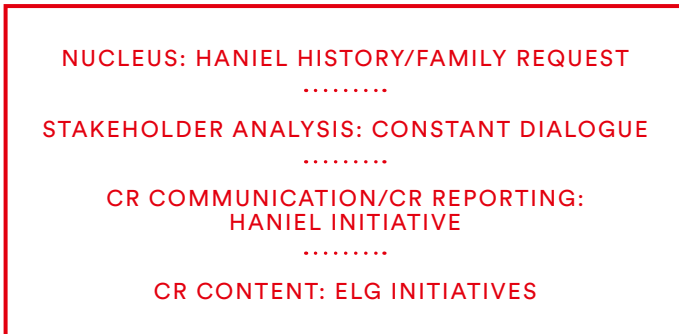 NUCLEUS: HANIEL HISTORY/FAMILY REQUEST
.........
STAKEHOLDER ANALYSIS: CONSTANT DIALOGUE
.........
CR COMMUNICATION/CR REPORTING:
HANIEL INITIATIVE
.........
CR CONTENT: ELG INITIATIVES